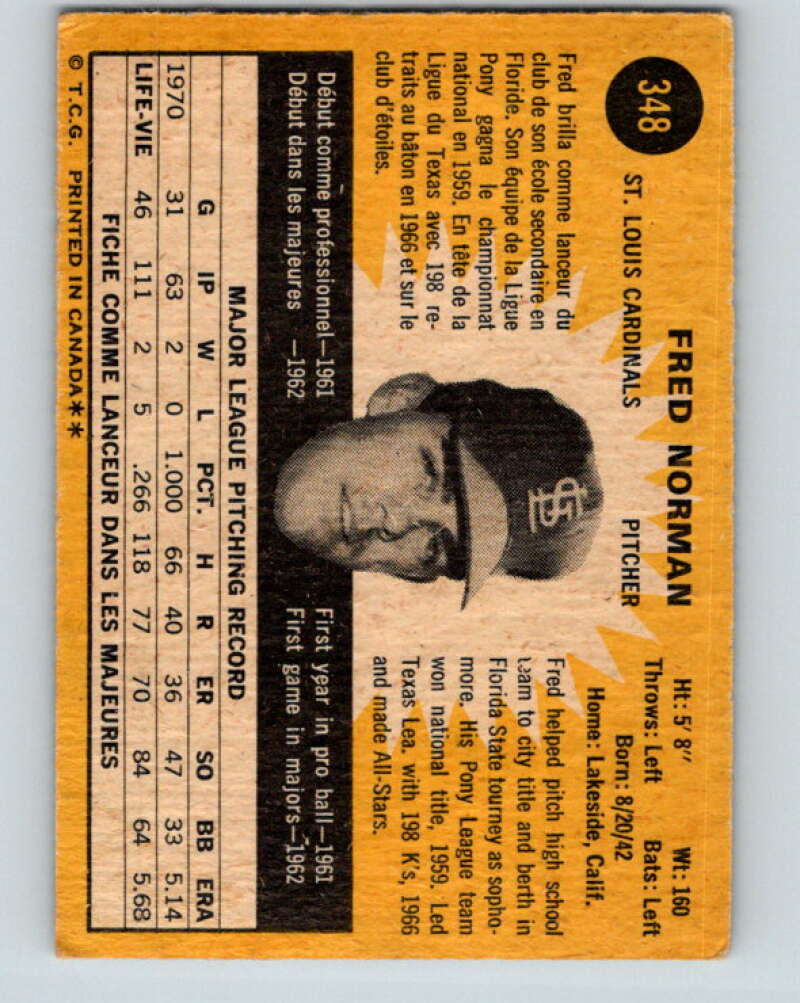 348
FRED NORMAN
ST. LOUIS CARDINALS PITCHER
Ht: 5' 8" Wt: 160
Throws: Left Bats: Left
Born: 8/20/42
Home: Lakeside, Calif.
Fred brilla comme lanceur du
club de son école secondaire en
Floride. Son équipe de la Ligue
Pony gagna le championnat
national en 1959. En tête de la
Ligue du Texas avec 198 re-
traits au bâton en 1966 et sur le
club d'étoiles.
Fred helped pitch high school
team to city title and berth in
Florida State tourney as sopho-
more. His Pony League team
won national title, 1959. Led
Texas Lea. with 198 K's, 1966
and made All-Stars.
Début comme professionnel—1961
Début dans les majeures —1962
First year in pro ball—1961
First game in majors—1962
MAJOR LEAGUE PITCHING RECORD
G IP W L PCT. H R ER SO BB ERA
1970 31 63 2 0 1.000 66 40 36 47 33 5.14
LIFE-VIE 46 111 2 5 .266 118 77 70 84 64 5.68
FICHE COMME LANCEUR DANS LES MAJEURES
© T.C.G. PRINTED IN CANADA**